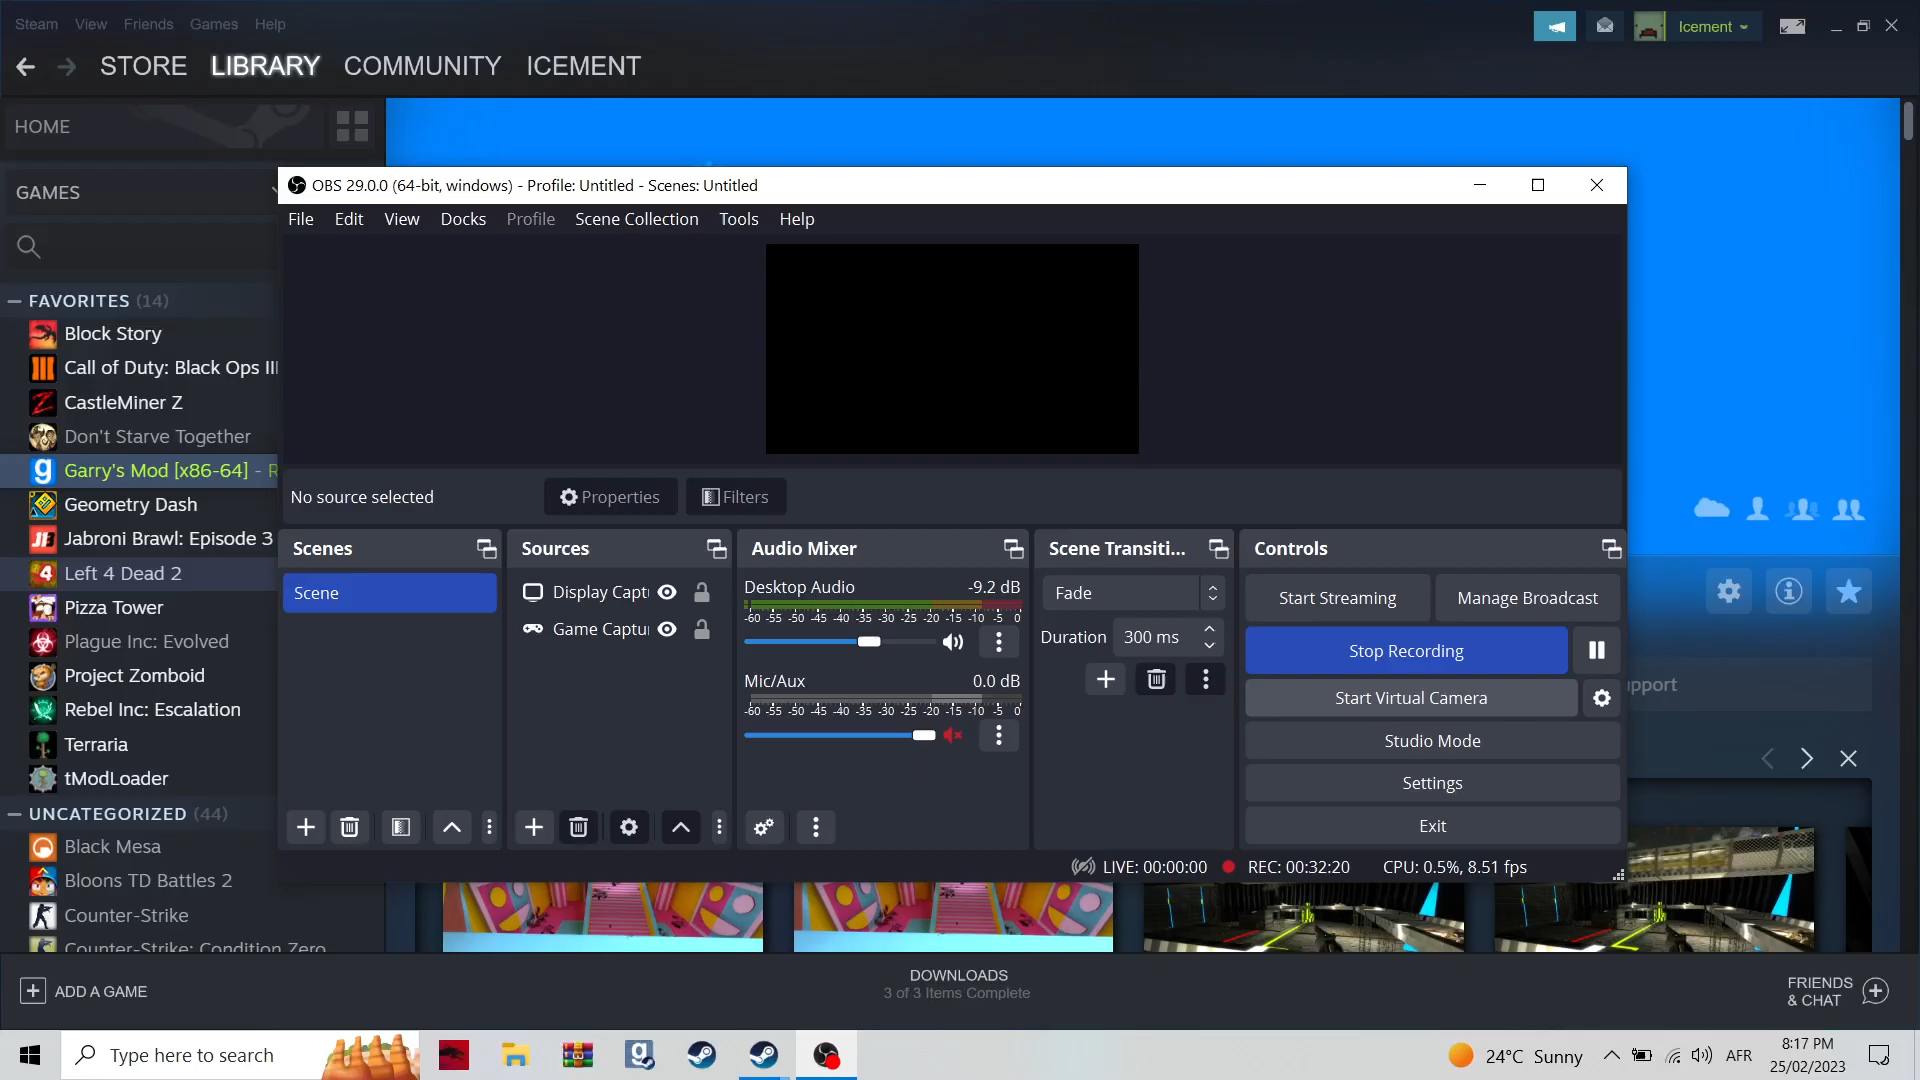 Steam View Friends Games Help
Icement
STORE LIBRARY COMMUNITY ICEMENT
HOME
GAMES
OBS 29.0.0 (64-bit, windows) - Profile: Untitled - Scenes: Untitled
File Edit View Docks Profile Scene Collection Tools Help
FAVORITES (14)
Block Story
Call of Duty: Black Ops III
CastleMiner Z
Don't Starve Together
Garry's Mod [x86-64] - R
Geometry Dash
Jabroni Brawl: Episode 3
Left 4 Dead 2
Pizza Tower
Plague Inc: Evolved
Project Zomboid
Rebel Inc: Escalation
Terraria
tModLoader
UNCATEGORIZED (44)
Black Mesa
Bloons TD Battles 2
Counter-Strike
Counter-Strike: Condition Zero
No source selected
Properties
Filters
Scenes
Scene
Sources
Display Capt
Game Captu
Audio Mixer
Desktop Audio -9.2 dB
-60 -55 -50 -45 -40 -35 -30 -25 -20 -15 -10 -5 0
Mic/Aux 0.0 dB
-60 -55 -50 -45 -40 -35 -30 -25 -20 -15 -10 -5 0
Scene Transiti...
Fade
Duration 300 ms
Controls
Start Streaming
Manage Broadcast
Stop Recording
Start Virtual Camera
Studio Mode
Settings
Exit
LIVE: 00:00:00 REC: 00:32:20 CPU: 0.5%, 8.51 fps
upport
ADD A GAME
DOWNLOADS
3 of 3 Items Complete
FRIENDS
& CHAT
Type here to search
24°C Sunny
AFR
8:17 PM
25/02/2023